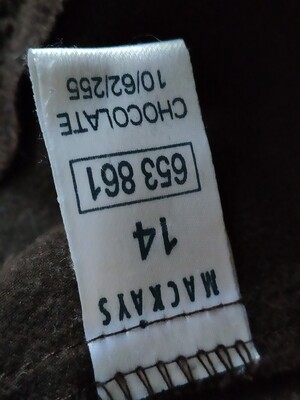 MACKAYS
14
653 861
CHOCOLATE
10/62/255